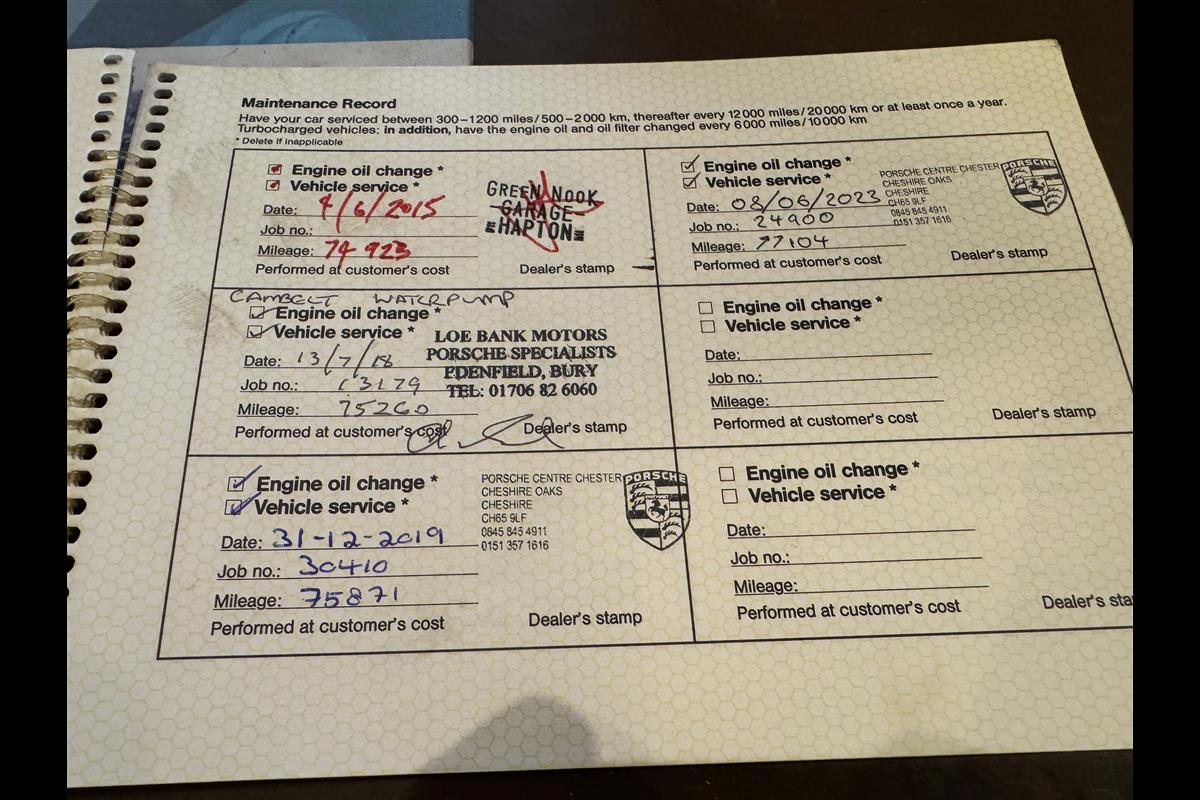 Maintenance Record
Have your car serviced between 300–1200 miles/500–2000 km, thereafter every 12000 miles/20000 km or at least once a year.
Turbocharged vehicles: in addition, have the engine oil and oil filter changed every 6000 miles/10000 km
* Delete if inapplicable
Engine oil change *
Vehicle service *
Date: 4/6/2015
Job no.:
Mileage: 74 923
Performed at customer's cost
GREEN NOOK
GARAGE
HAPTON
Dealer's stamp
CAMBELT WATERPUMP
Engine oil change *
Vehicle service *
Date: 13/7/18
Job no.: 13179
Mileage: 75260
Performed at customer's cost
LOE BANK MOTORS
PORSCHE SPECIALISTS
EDENFIELD, BURY
TEL: 01706 82 6060
Dealer's stamp
Engine oil change *
Vehicle service *
Date: 31-12-2019
Job no.: 30410
Mileage: 75871
Performed at customer's cost
PORSCHE CENTRE CHESTER
CHESHIRE OAKS
CHESHIRE
CH65 9LF
0845 845 4911
0151 357 1616
PORSCHE
Dealer's stamp
Engine oil change *
Vehicle service *
Date: 08/06/2023
Job no.: 24900
Mileage: 77104
Performed at customer's cost
PORSCHE CENTRE CHESTER
CHESHIRE OAKS
CHESHIRE
CH65 9LF
0845 845 4911
0151 357 1616
PORSCHE
Dealer's stamp
Engine oil change *
Vehicle service *
Date:
Job no.:
Mileage:
Performed at customer's cost
Dealer's stamp
Engine oil change *
Vehicle service *
Date:
Job no.:
Mileage:
Performed at customer's cost
Dealer's sta